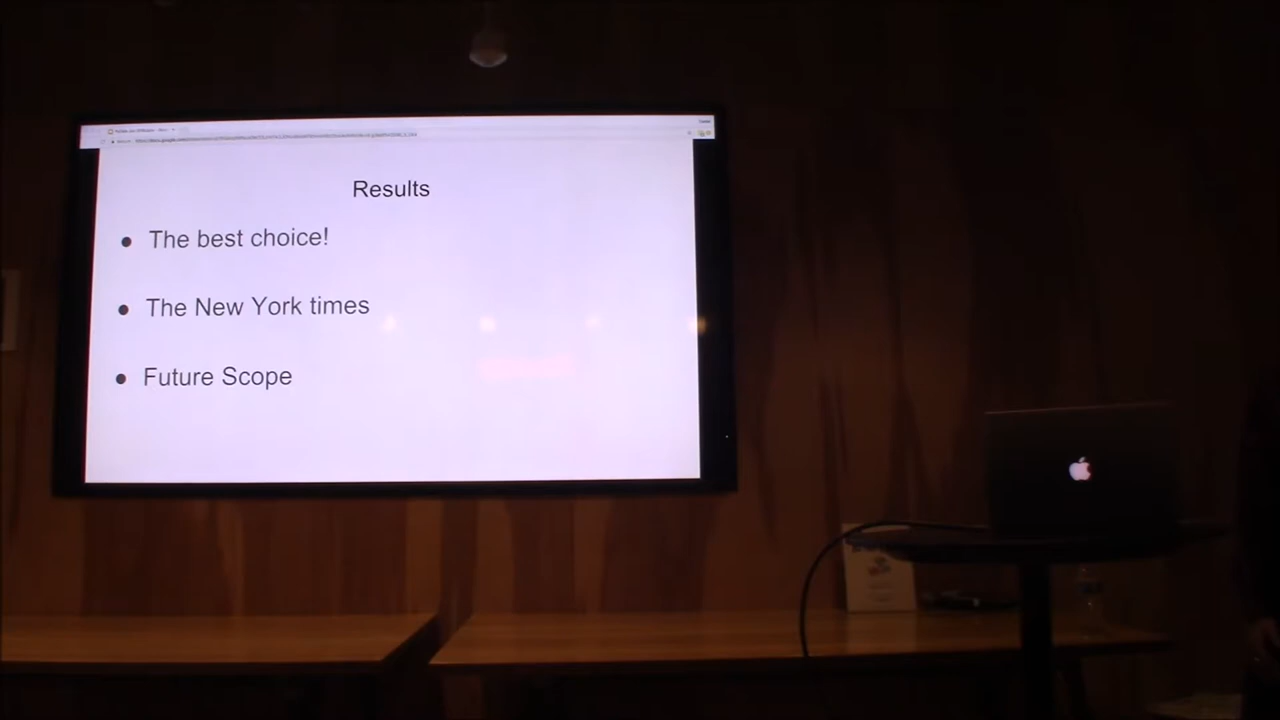 Results
● The best choice!
● The New York times
● Future Scope